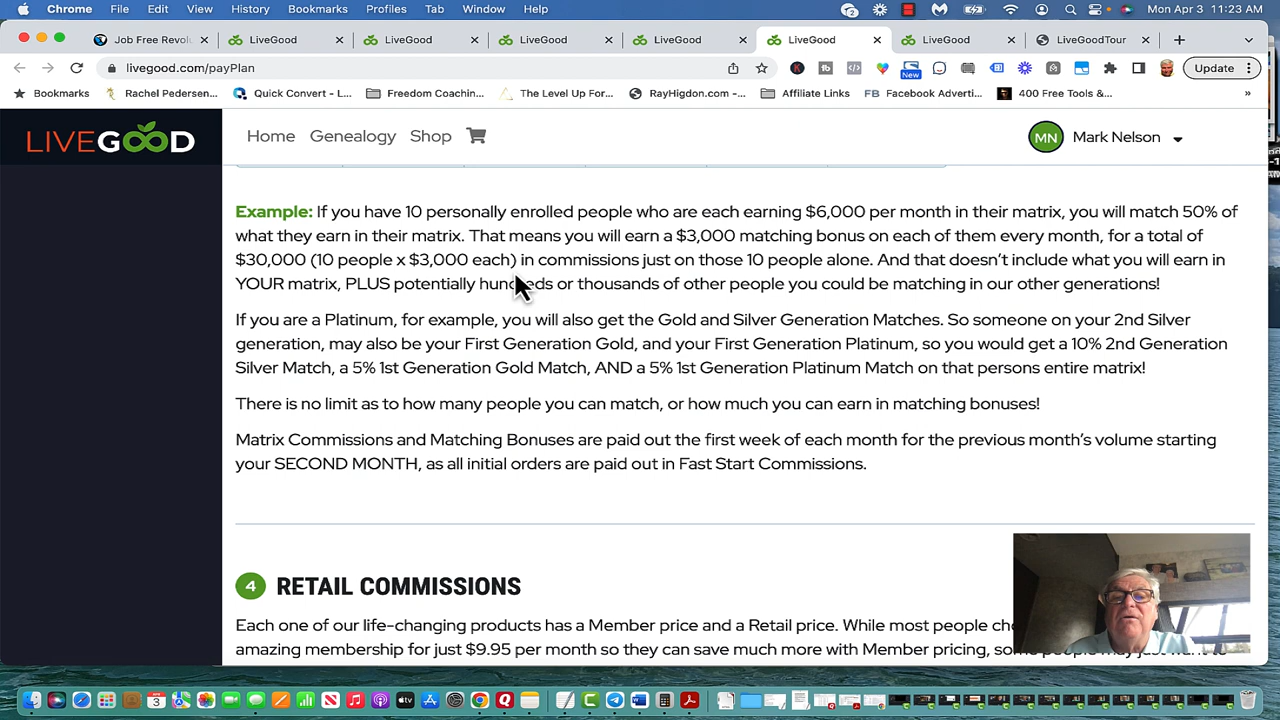 Chrome File Edit View History Bookmarks Profiles Tab Window Help Mon Apr 3 11:23 AM
Job Free Revolu LiveGood LiveGood LiveGood LiveGood LiveGood LiveGood LiveGoodTour
livegood.com/payPlan New Update
Bookmarks Rachel Pedersen... Quick Convert – L... Freedom Coachin... The Level Up For... RayHigdon.com –... Affiliate Links FB Facebook Adverti... 400 Free Tools &... »
LIVEGOOD Home Genealogy Shop MN Mark Nelson
Example: If you have 10 personally enrolled people who are each earning $6,000 per month in their matrix, you will match 50% of
what they earn in their matrix. That means you will earn a $3,000 matching bonus on each of them every month, for a total of
$30,000 (10 people x $3,000 each) in commissions just on those 10 people alone. And that doesn't include what you will earn in
YOUR matrix, PLUS potentially hundreds or thousands of other people you could be matching in our other generations!
If you are a Platinum, for example, you will also get the Gold and Silver Generation Matches. So someone on your 2nd Silver
generation, may also be your First Generation Gold, and your First Generation Platinum, so you would get a 10% 2nd Generation
Silver Match, a 5% 1st Generation Gold Match, AND a 5% 1st Generation Platinum Match on that persons entire matrix!
There is no limit as to how many people you can match, or how much you can earn in matching bonuses!
Matrix Commissions and Matching Bonuses are paid out the first week of each month for the previous month's volume starting
your SECOND MONTH, as all initial orders are paid out in Fast Start Commissions.
4 RETAIL COMMISSIONS
Each one of our life-changing products has a Member price and a Retail price. While most people cho
amazing membership for just $9.95 per month so they can save much more with Member pricing,